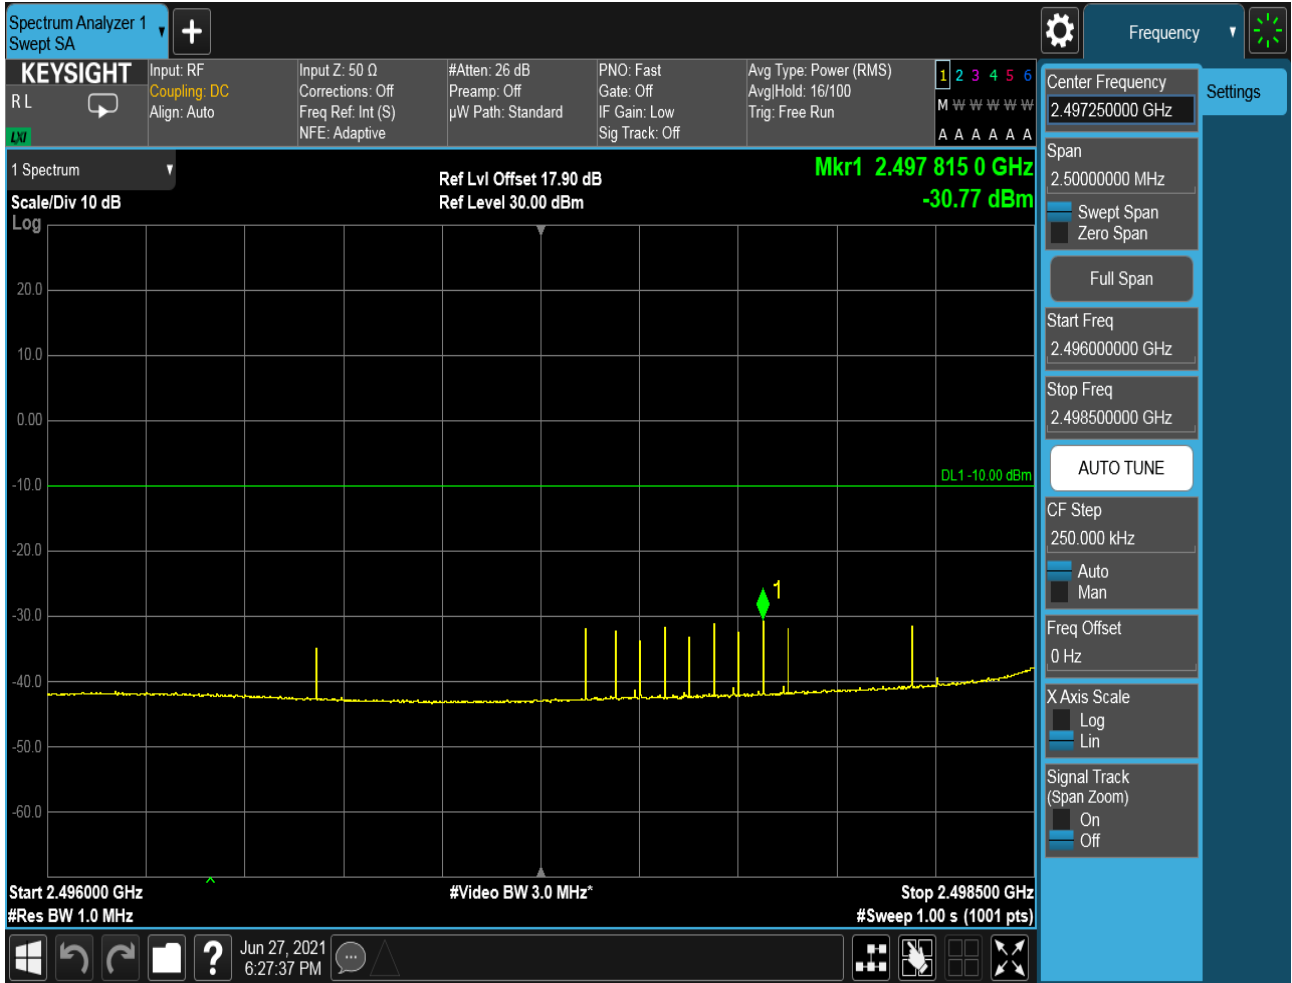 Spectrum Analyzer 1
Swept SA
Frequency
KEYSIGHT
R L
LXI
Input: RF
Coupling: DC
Align: Auto
Input Z: 50 Ω
Corrections: Off
Freq Ref: Int (S)
NFE: Adaptive
#Atten: 26 dB
Preamp: Off
µW Path: Standard
PNO: Fast
Gate: Off
IF Gain: Low
Sig Track: Off
Avg Type: Power (RMS)
Avg|Hold: 16/100
Trig: Free Run
1 2 3 4 5 6
M W W W W W
A A A A A A
1 Spectrum
Scale/Div 10 dB
Log
Ref Lvl Offset 17.90 dB
Ref Level 30.00 dBm
Mkr1 2.497 815 0 GHz
-30.77 dBm
20.0
10.0
0.00
-10.0
-20.0
-30.0
-40.0
-50.0
-60.0
DL1 -10.00 dBm
1
Start 2.496000 GHz
#Res BW 1.0 MHz
#Video BW 3.0 MHz*
Stop 2.498500 GHz
#Sweep 1.00 s (1001 pts)
Jun 27, 2021
6:27:37 PM
Center Frequency
2.497250000 GHz
Settings
Span
2.50000000 MHz
Swept Span
Zero Span
Full Span
Start Freq
2.496000000 GHz
Stop Freq
2.498500000 GHz
AUTO TUNE
CF Step
250.000 kHz
Auto
Man
Freq Offset
0 Hz
X Axis Scale
Log
Lin
Signal Track
(Span Zoom)
On
Off